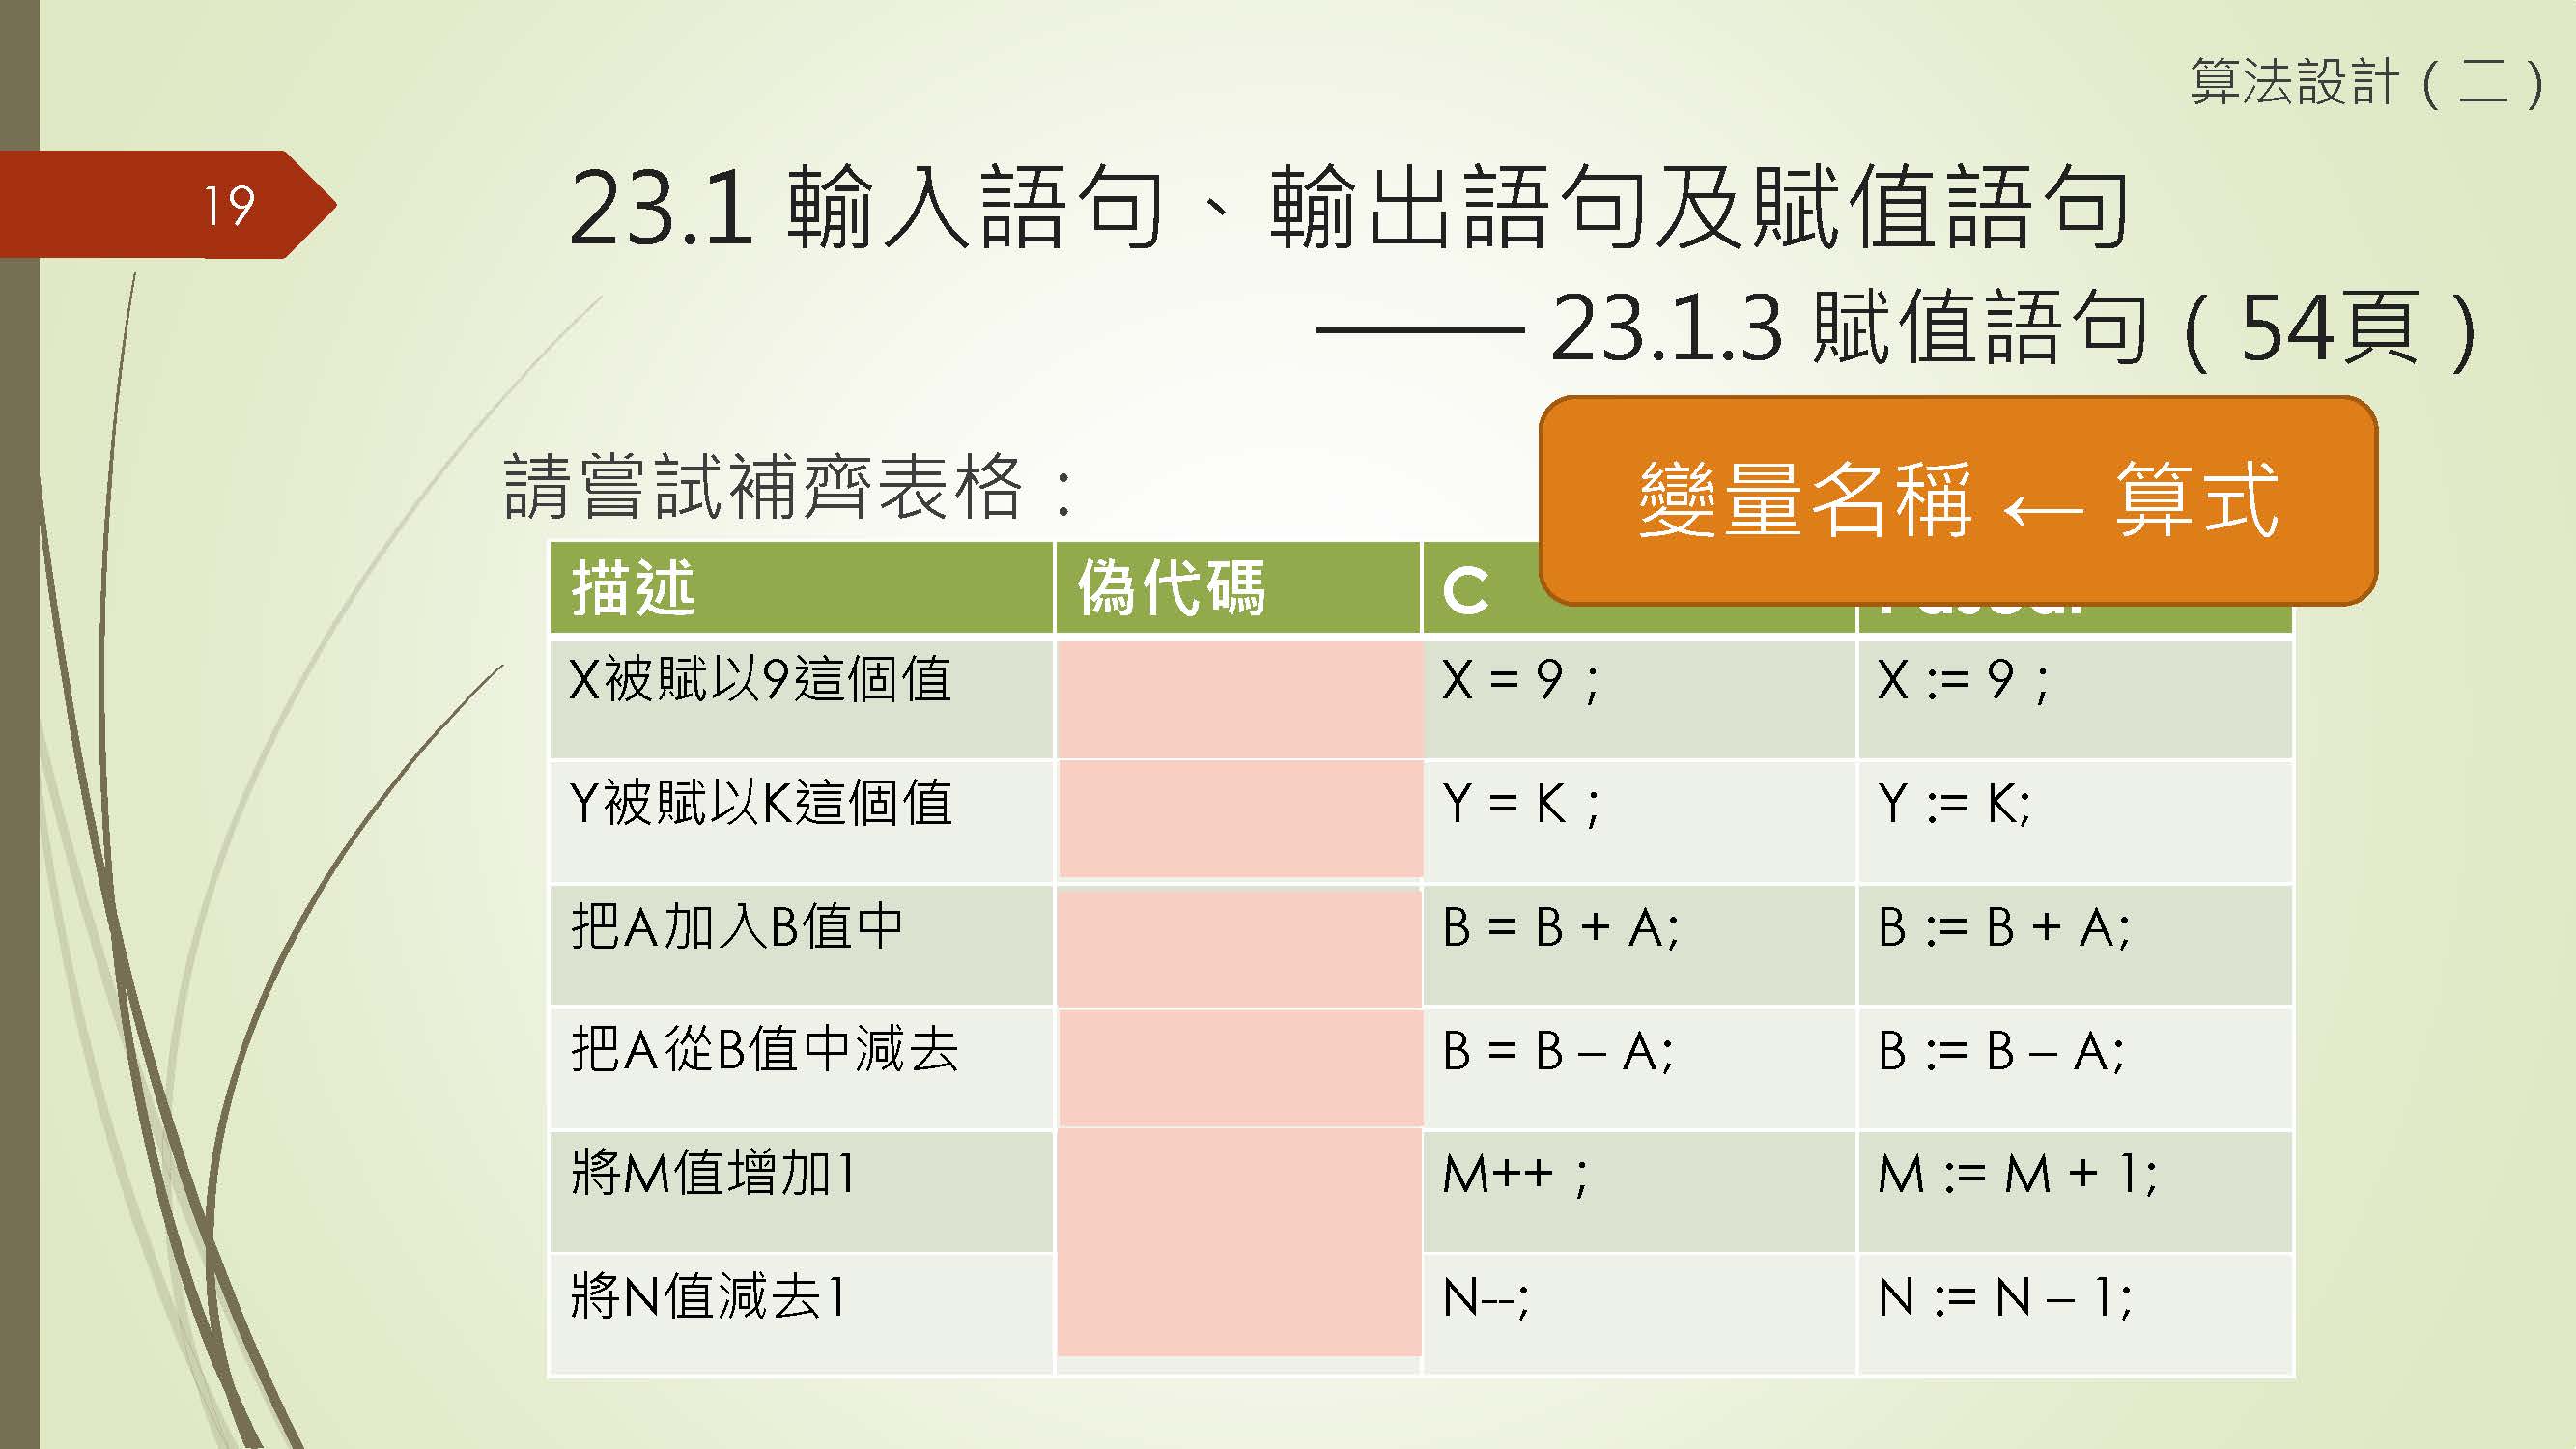 算法設計（二）
19
23.1 輸入語句、輸出語句及賦值語句
—— 23.1.3 賦值語句（54頁）
請嘗試補齊表格：
變量名稱 ← 算式
描述 偽代碼 C
X被賦以9這個值 X = 9 ; X := 9 ;
Y被賦以K這個值 Y = K ; Y := K;
把A加入B值中 B = B + A; B := B + A;
把A從B值中減去 B = B – A; B := B – A;
將M值增加1 M++ ; M := M + 1;
將N值減去1 N--; N := N – 1;